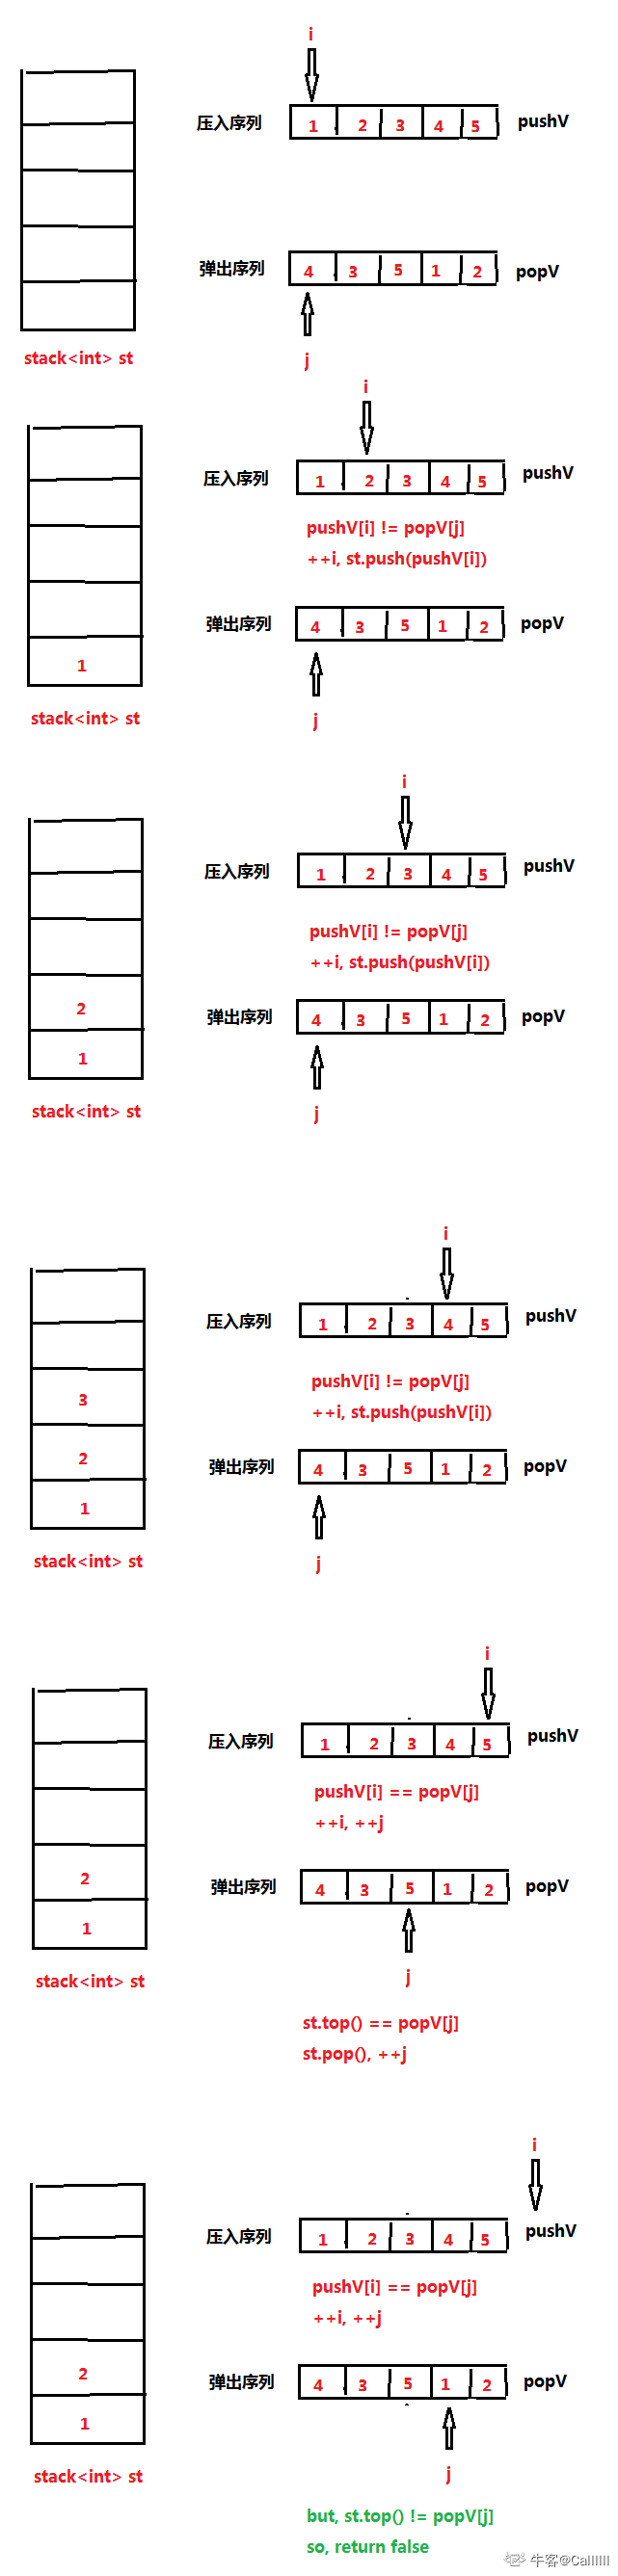 i
压入序列 1 2 3 4 5 pushV
弹出序列 4 3 5 1 2 popV
stack<int> st
j
i
压入序列 1 2 3 4 5 pushV
pushV[i] != popV[j]
++i, st.push(pushV[i])
弹出序列 4 3 5 1 2 popV
1
stack<int> st
j
i
压入序列 1 2 3 4 5 pushV
pushV[i] != popV[j]
++i, st.push(pushV[i])
2
弹出序列 4 3 5 1 2 popV
1
stack<int> st
j
i
压入序列 1 2 3 4 5 pushV
pushV[i] != popV[j]
3
++i, st.push(pushV[i])
2
弹出序列 4 3 5 1 2 popV
1
stack<int> st
j
i
压入序列 1 2 3 4 5 pushV
pushV[i] == popV[j]
++i, ++j
2
弹出序列 4 3 5 1 2 popV
1
stack<int> st
j
st.top() == popV[j]
st.pop(), ++j
i
压入序列 1 2 3 4 5 pushV
pushV[i] == popV[j]
++i, ++j
2
弹出序列 4 3 5 1 2 popV
1
stack<int> st
j
but, st.top() != popV[j]
so, return false